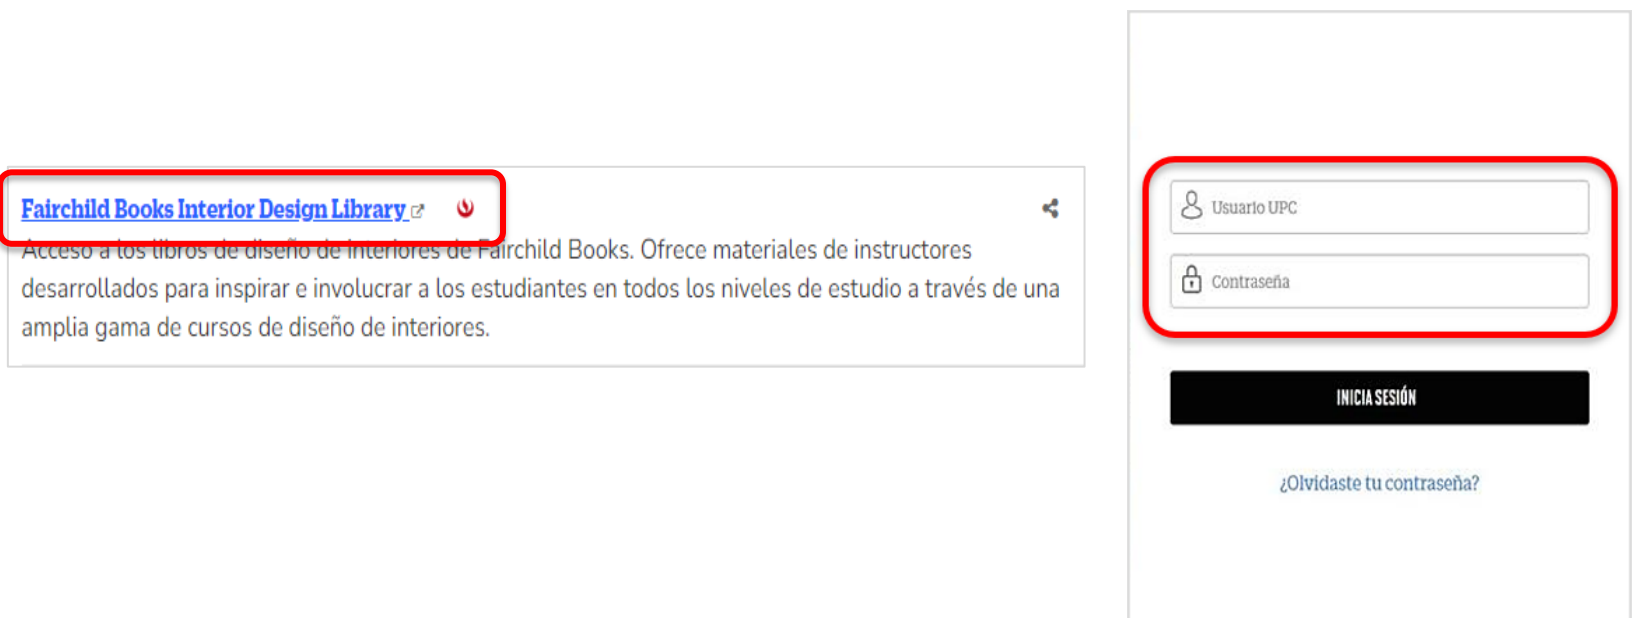 Fairchild Books Interior Design Library
Acceso a los libros de diseño de interiores de Fairchild Books. Ofrece materiales de instructores
desarrollados para inspirar e involucrar a los estudiantes en todos los niveles de estudio a través de una
amplia gama de cursos de diseño de interiores.
Usuario UPC
Contraseña
INICIA SESIÓN
¿Olvidaste tu contraseña?